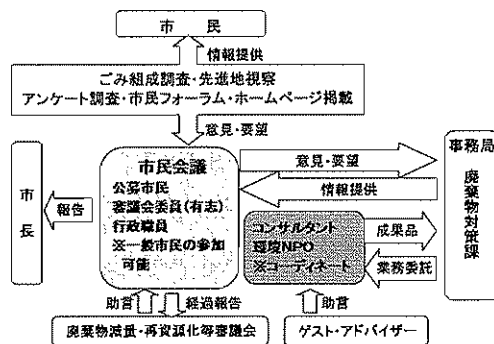 市　民
情報提供
ごみ組成調査・先進地視察
アンケート調査・市民フォーラム・ホームページ掲載
意見・要望
市長
報告
市民会議
公募市民
審議会委員(有志)
行政職員
※一般市民の参加
可能
意見・要望
情報提供
コンサルタント
環境NPO
※コーディネート
成果品
業務委託
事務局
廃棄物対策課
助言
経過報告
助言
廃棄物減量・再資源化等審議会
ゲスト・アドバイザー